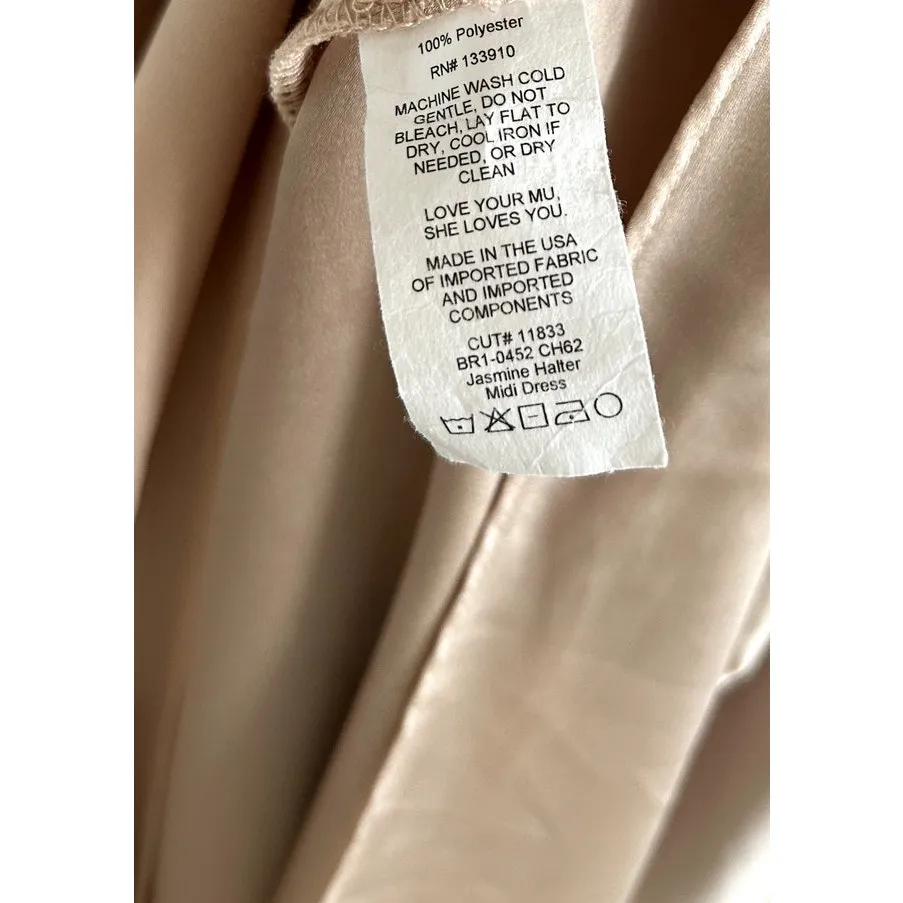 100% Polyester
RN# 133910
MACHINE WASH COLD
GENTLE, DO NOT
BLEACH, LAY FLAT TO
DRY, COOL IRON IF
NEEDED, OR DRY
CLEAN
LOVE YOUR MU,
SHE LOVES YOU.
MADE IN THE USA
OF IMPORTED FABRIC
AND IMPORTED
COMPONENTS
CUT# 11833
BR1-0452 CH62
Jasmine Halter
Midi Dress